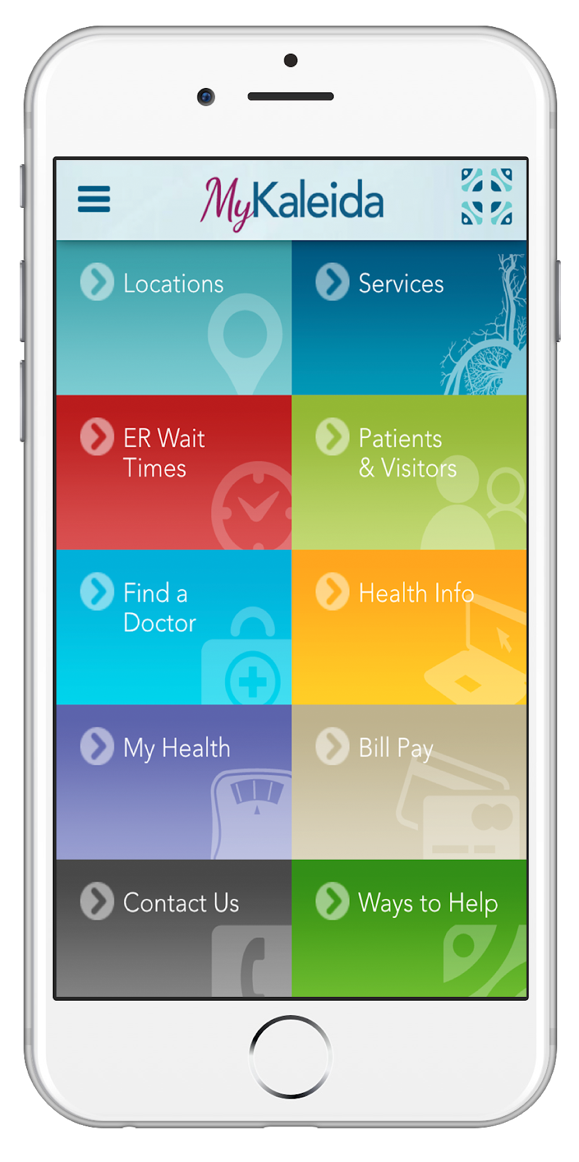 MyKaleida
Locations
Services
ER Wait
Times
Patients
& Visitors
Find a
Doctor
Health Info
My Health
Bill Pay
Contact Us
Ways to Help